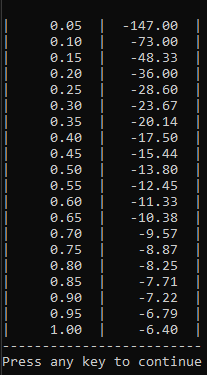 |     0.05  |  -147.00  |
|     0.10  |   -73.00  |
|     0.15  |   -48.33  |
|     0.20  |   -36.00  |
|     0.25  |   -28.60  |
|     0.30  |   -23.67  |
|     0.35  |   -20.14  |
|     0.40  |   -17.50  |
|     0.45  |   -15.44  |
|     0.50  |   -13.80  |
|     0.55  |   -12.45  |
|     0.60  |   -11.33  |
|     0.65  |   -10.38  |
|     0.70  |    -9.57  |
|     0.75  |    -8.87  |
|     0.80  |    -8.25  |
|     0.85  |    -7.71  |
|     0.90  |    -7.22  |
|     0.95  |    -6.79  |
|     1.00  |    -6.40  |
-------------------------
Press any key to continue